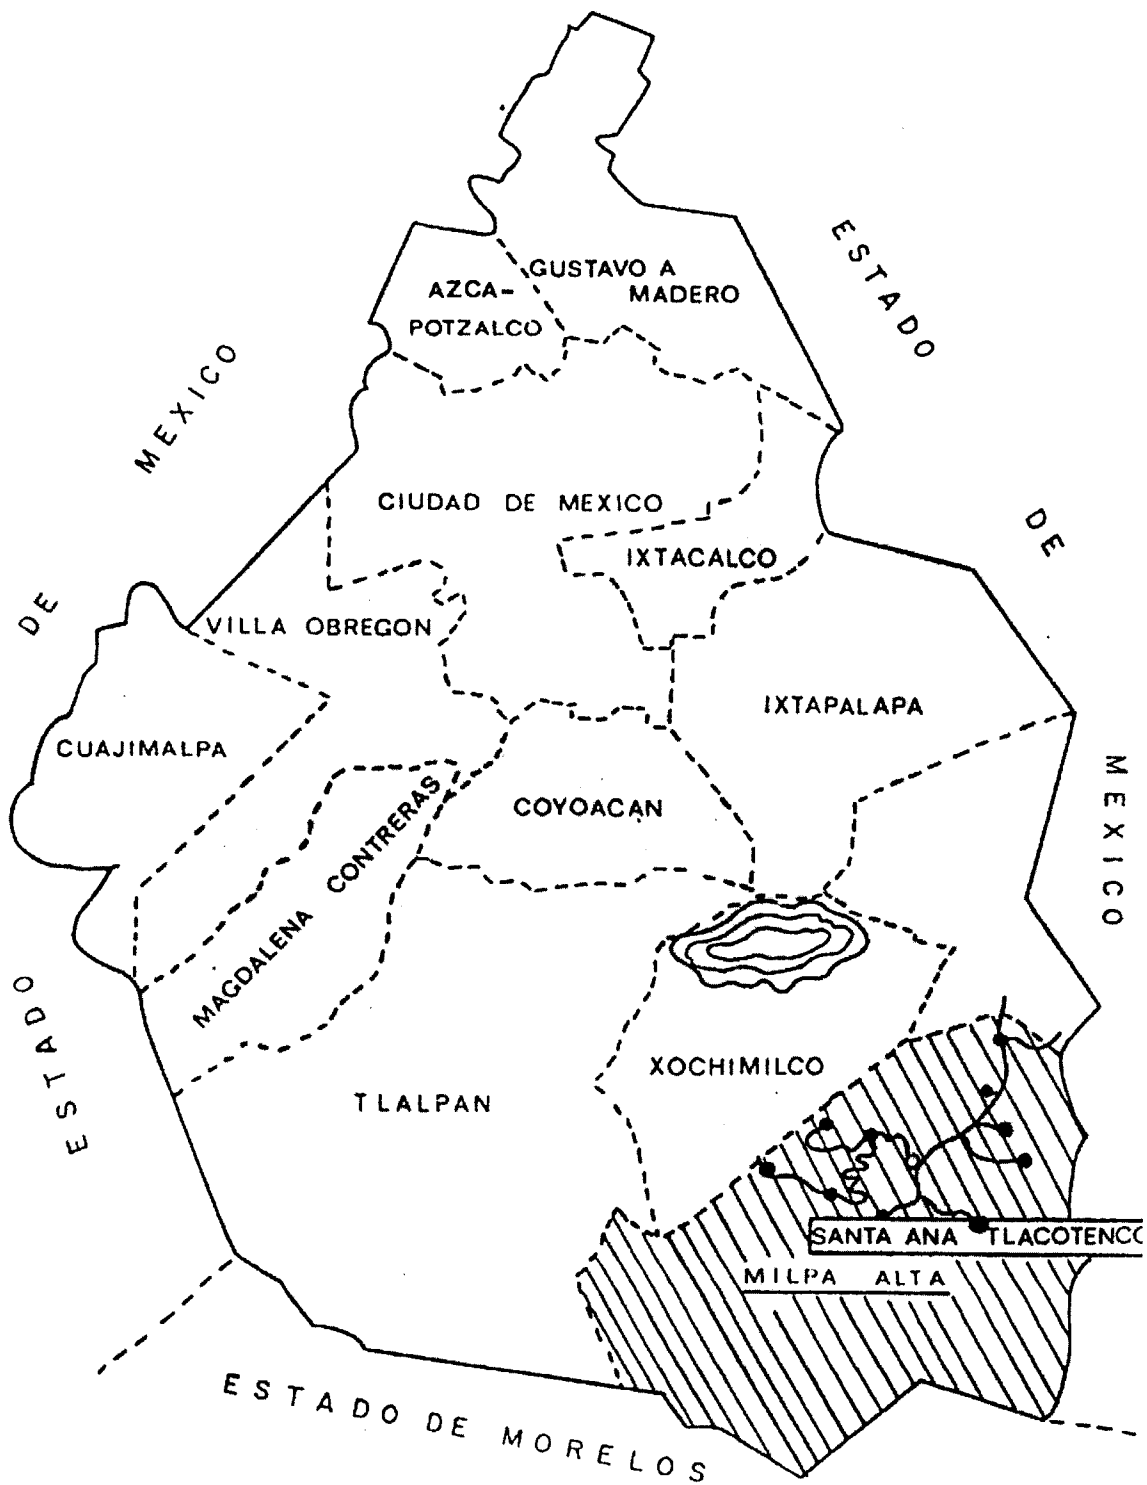 GUSTAVO A
MADERO
AZCA-
POTZALCO
ESTADO
DE
MEXICO
ESTADO
DE
MEXICO
CIUDAD DE MEXICO
IXTACALCO
VILLA OBREGON
IXTAPALAPA
CUAJIMALPA
COYOACAN
MAGDALENA CONTRERAS
XOCHIMILCO
TLALPAN
SANTA ANA TLACOTENCO
MILPA ALTA
ESTADO DE MORELOS